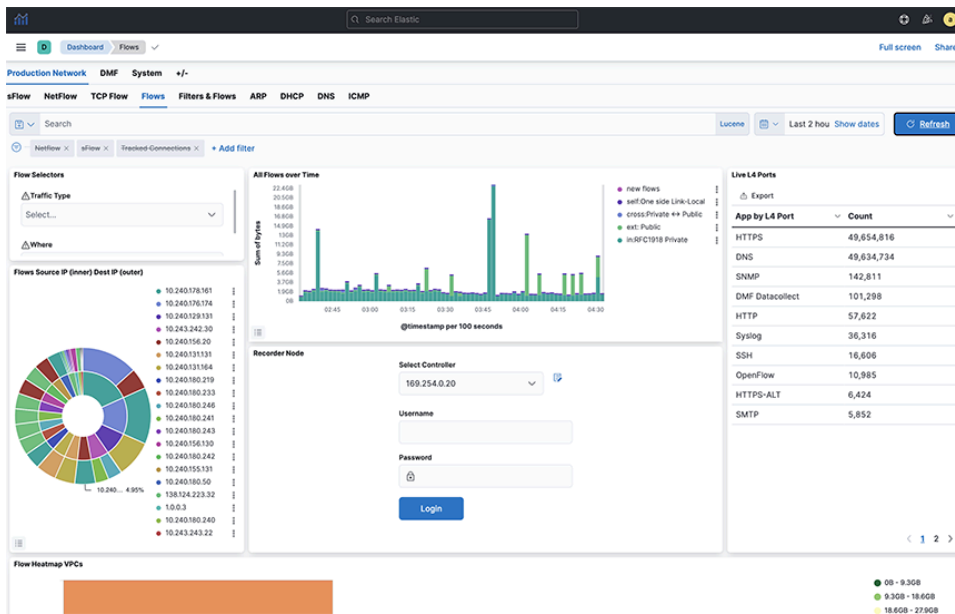 Search Elastic
a
D Dashboard Flows
Full screen Share
Production Network DMF System +/-
sFlow NetFlow TCP Flow Flows Filters & Flows ARP DHCP DNS ICMP
Search Lucene Last 2 hou Show dates Refresh
Netflow × sFlow × Tracked Connections × + Add filter
Flow Selectors
Traffic Type
Select...
Where
All Flows over Time
Sum of bytes
22.4GB
20.5GB
18.6GB
16.8GB
14.9GB
13GB
11.2GB
9.3GB
7.5GB
5.6GB
3.7GB
1.9GB
0B
02:45 03:00 03:15 03:30 03:45 04:00 04:15 04:30
@timestamp per 100 seconds
new flows
self:One side Link-Local
cross:Private ↔ Public
ext: Public
in:RFC1918 Private
Live L4 Ports
Export
App by L4 Port Count
HTTPS 49,654,816
DNS 49,634,734
SNMP 142,811
DMF Datacollect 101,298
HTTP 57,622
Syslog 36,316
SSH 16,606
OpenFlow 10,985
HTTPS-ALT 6,424
SMTP 5,852
1 2
Flows Source IP (inner) Dest IP (outer)
10.240.178.161
10.240.176.174
10.240.129.131
10.243.242.30
10.240.156.20
10.240.131.131
10.240.131.164
10.240.180.219
10.240.180.233
10.240.180.246
10.240.180.241
10.240.180.243
10.240.156.130
10.240.180.242
10.240.155.131
10.240.180.50
138.124.223.32
1.0.0.3
10.240.180.240
10.243.243.22
10.240.... 4.95%
Recorder Node
Select Controller
169.254.0.20
Username
Password
Login
Flow Heatmap VPCs
0B - 9.3GB
9.3GB - 18.6GB
18.6GB - 27.9GB